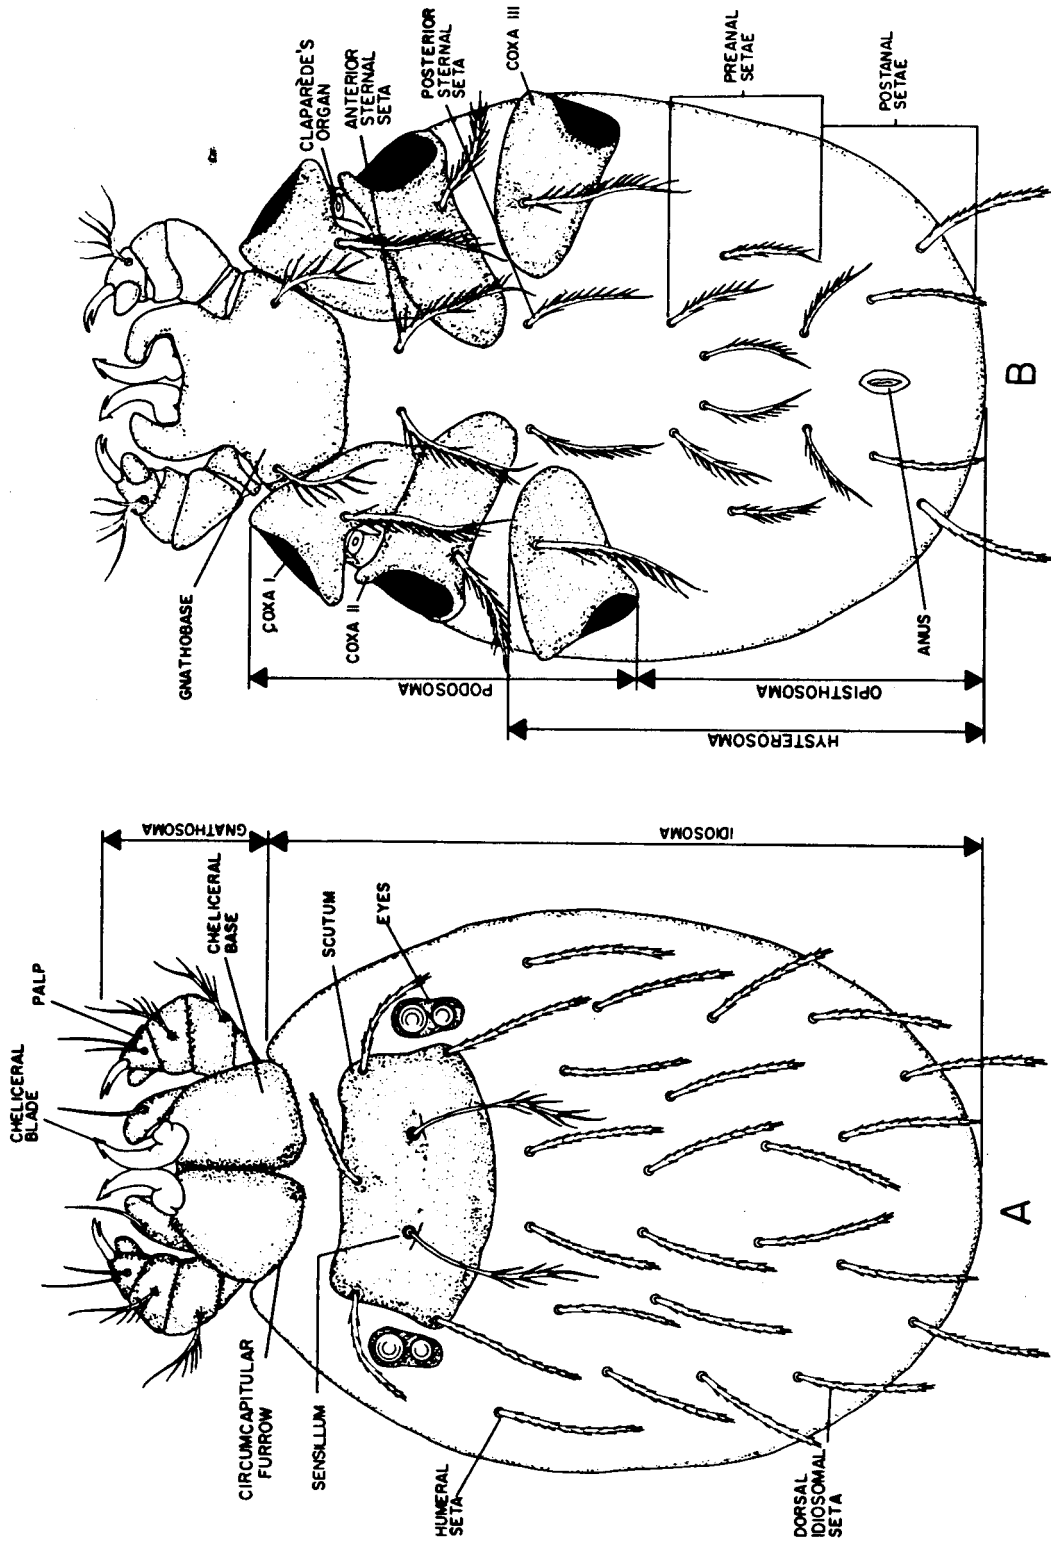 CHELICERAL
BLADE
PALP
CHELICERAL
BASE
GNATHOSOMA
IDIOSOMA
SCUTUM
EYES
CIRCUMCAPITULAR
FURROW
SENSILLUM
HUMERAL
SETA
DORSAL
IDIOSOMAL
SETA
A
CLAPARÈDE'S
ORGAN
ANTERIOR
STERNAL
SETA
POSTERIOR
STERNAL
SETA
COXA III
PREANAL
SETAE
POSTANAL
SETAE
GNATHOBASE
COXA I
COXA II
PODOSOMA
OPISTHOSOMA
HYSTEROSOMA
ANUS
B